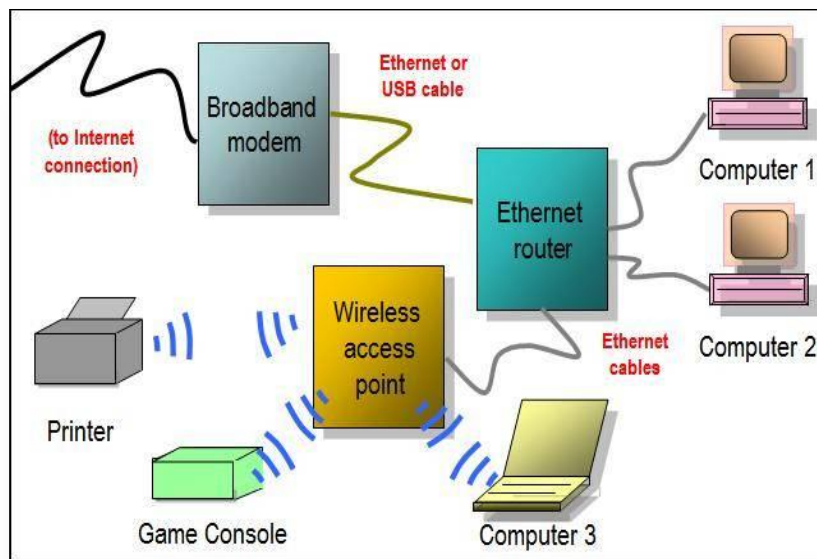 (to Internet
connection)
Broadband
modem
Ethernet or
USB cable
Ethernet
router
Computer 1
Computer 2
Ethernet
cables
Wireless
access
point
Printer
Game Console
Computer 3